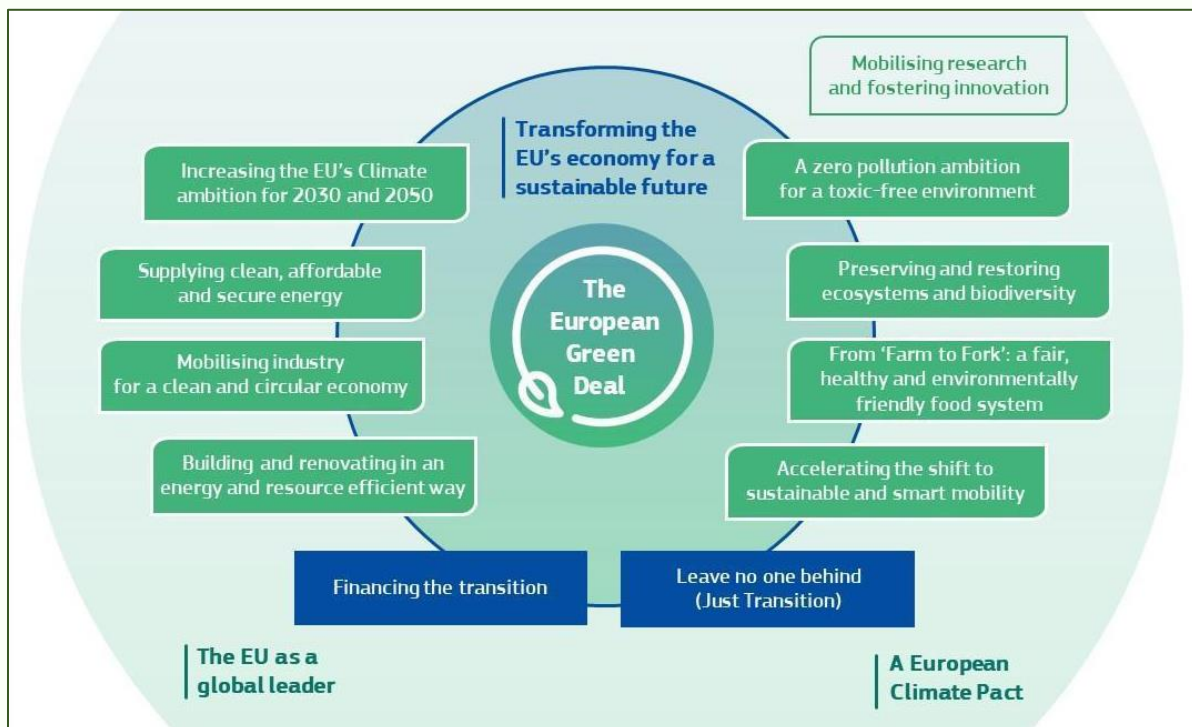 Mobilising research
and fostering innovation
Transforming the
EU's economy for a
sustainable future
Increasing the EU's Climate
ambition for 2030 and 2050
A zero pollution ambition
for a toxic-free environment
Supplying clean, affordable
and secure energy
The
European
Green
Deal
Preserving and restoring
ecosystems and biodiversity
Mobilising industry
for a clean and circular economy
From ‘Farm to Fork’: a fair,
healthy and environmentally
friendly food system
Building and renovating in an
energy and resource efficient way
Accelerating the shift to
sustainable and smart mobility
Financing the transition
Leave no one behind
(Just Transition)
The EU as a
global leader
A European
Climate Pact